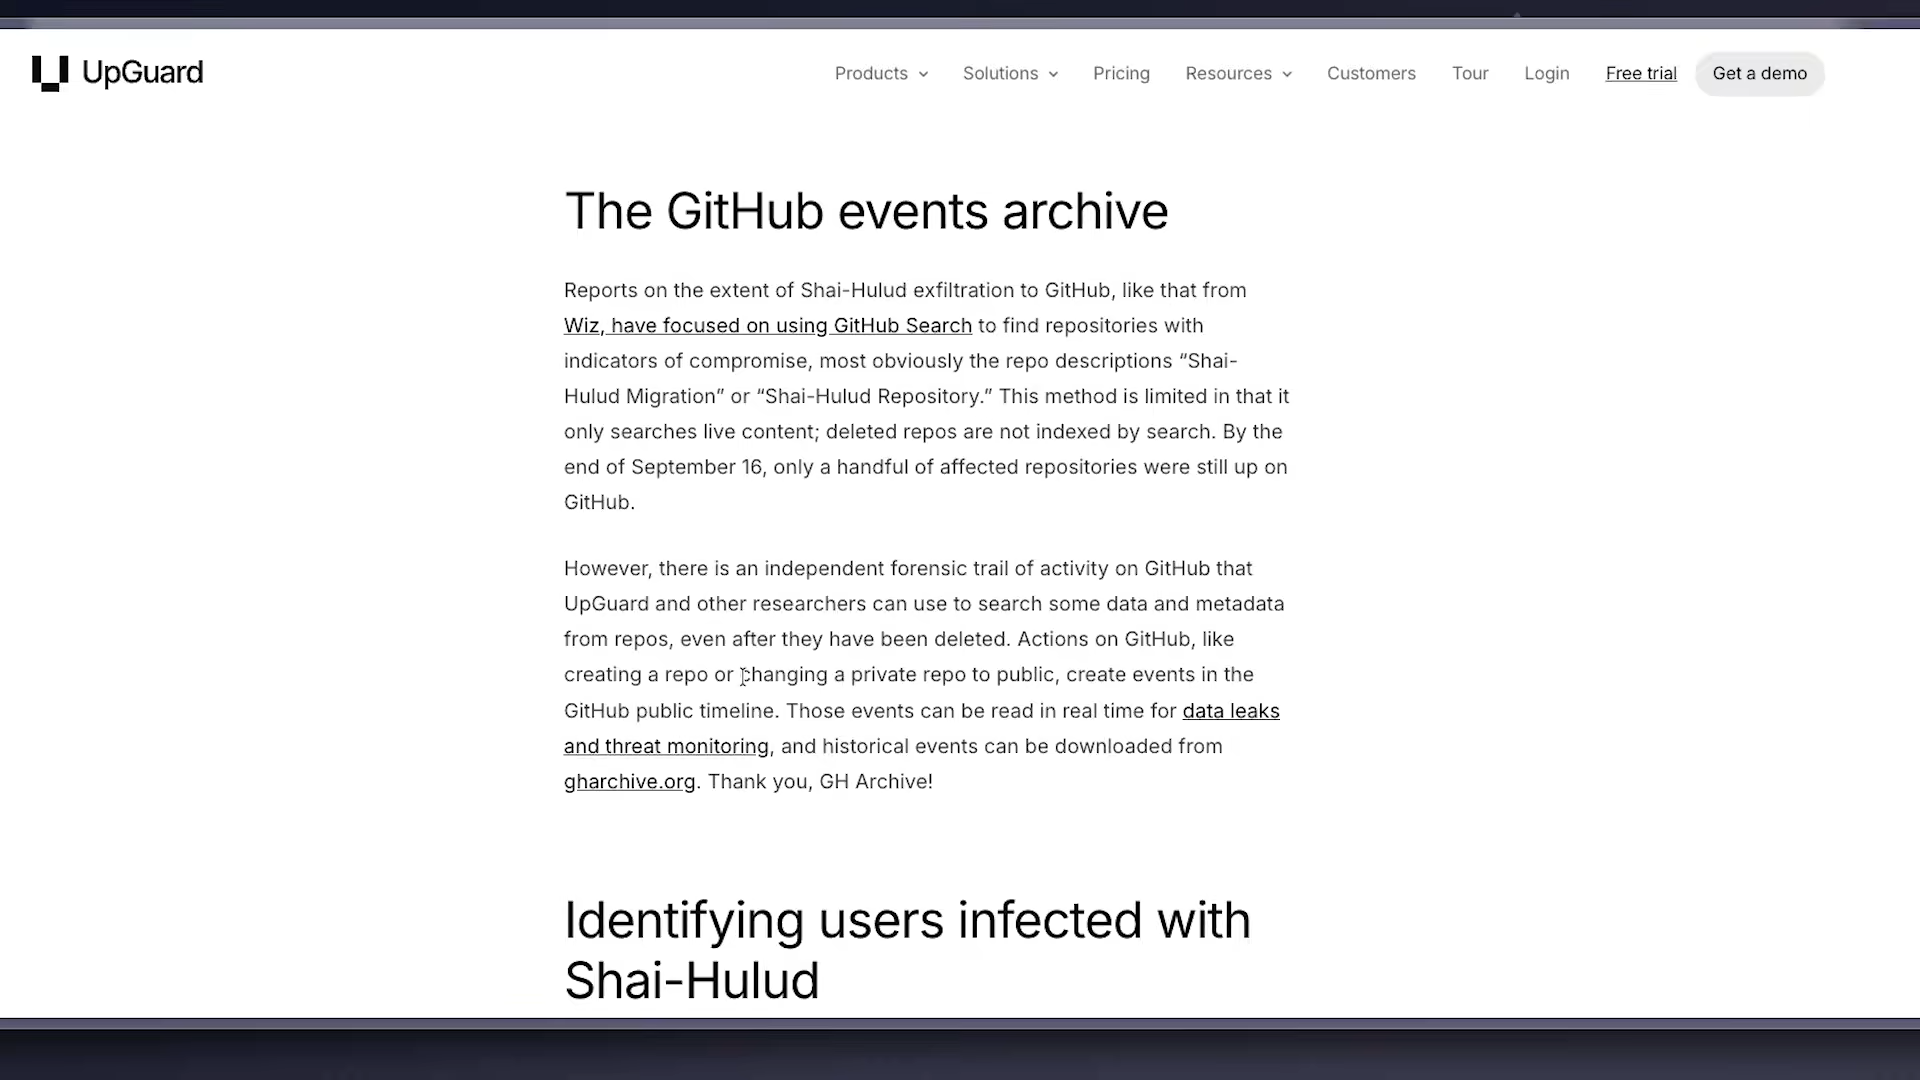 UpGuard
Products
Solutions
Pricing
Resources
Customers
Tour
Login
Free trial
Get a demo
The GitHub events archive
Reports on the extent of Shai-Hulud exfiltration to GitHub, like that from
Wiz, have focused on using GitHub Search to find repositories with
indicators of compromise, most obviously the repo descriptions “Shai-
Hulud Migration” or “Shai-Hulud Repository.” This method is limited in that it
only searches live content; deleted repos are not indexed by search. By the
end of September 16, only a handful of affected repositories were still up on
GitHub.
However, there is an independent forensic trail of activity on GitHub that
UpGuard and other researchers can use to search some data and metadata
from repos, even after they have been deleted. Actions on GitHub, like
creating a repo or changing a private repo to public, create events in the
GitHub public timeline. Those events can be read in real time for data leaks
and threat monitoring, and historical events can be downloaded from
gharchive.org. Thank you, GH Archive!
Identifying users infected with
Shai-Hulud